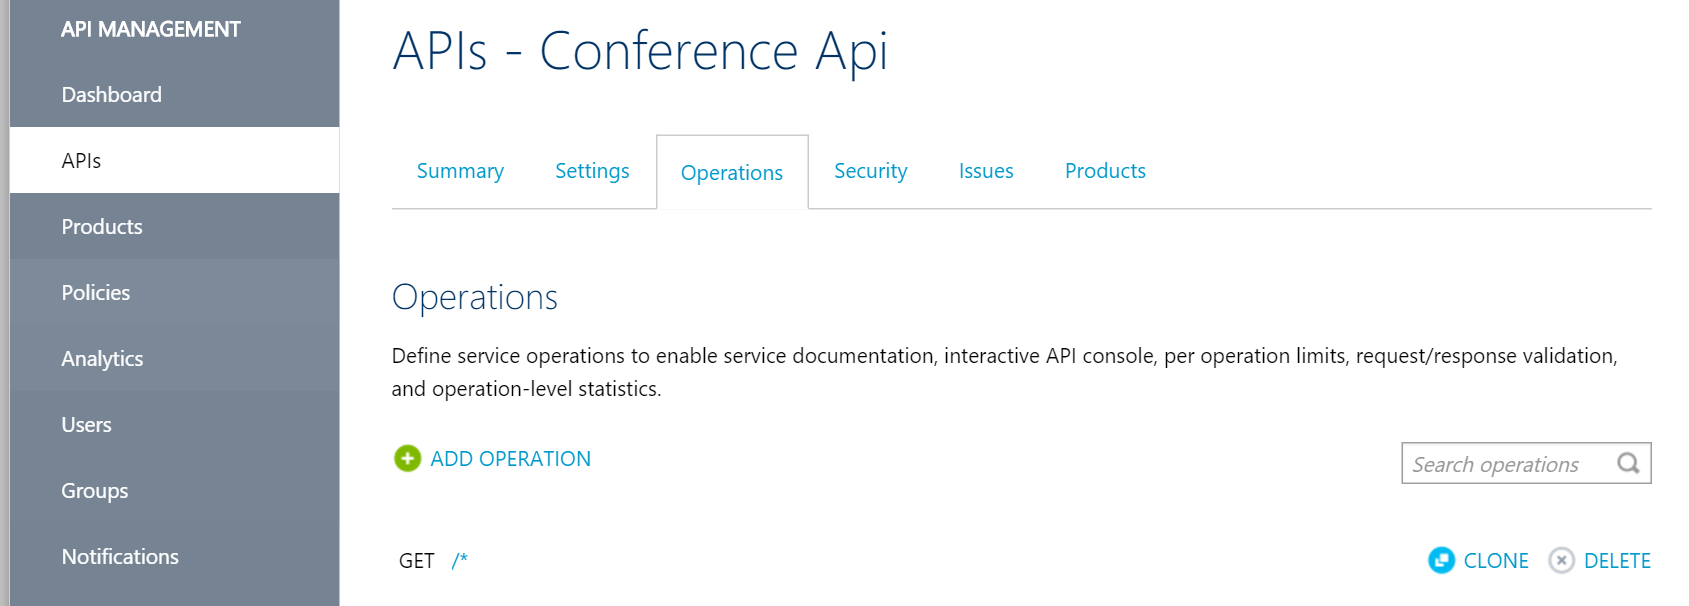 API MANAGEMENT
Dashboard
APIs
Products
Policies
Analytics
Users
Groups
Notifications
APIs - Conference Api
Summary Settings Operations Security Issues Products
Operations
Define service operations to enable service documentation, interactive API console, per operation limits, request/response validation,
and operation-level statistics.
ADD OPERATION
Search operations
GET /* CLONE DELETE